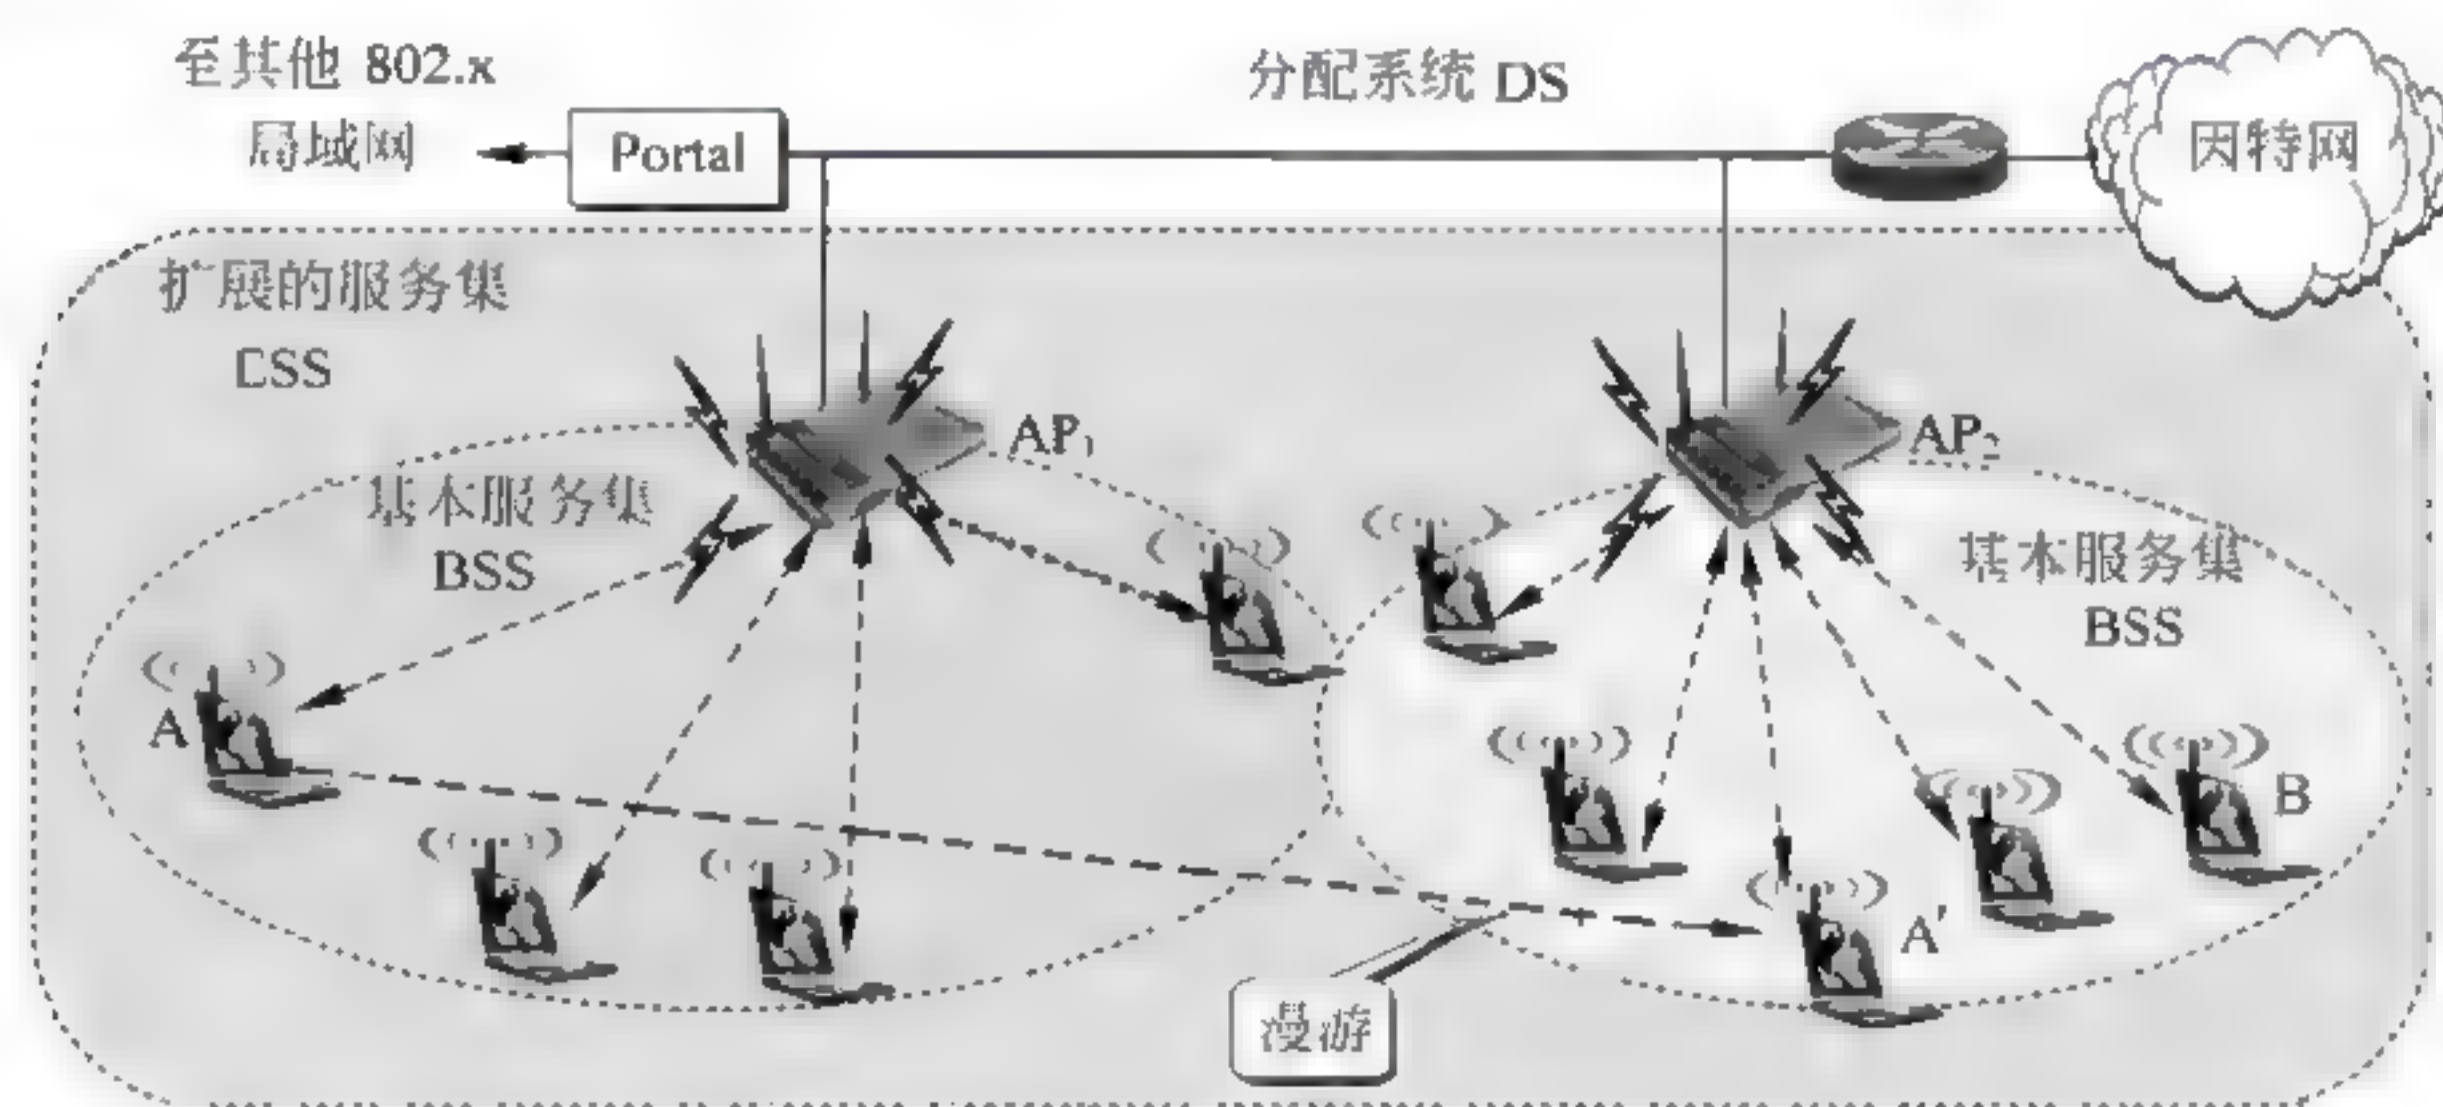 至其他 802.x
局域网
Portal
分配系统 DS
因特网
扩展的服务集
ESS
AP₁
AP₂
基本服务集
BSS
基本服务集
BSS
A
B
A′
漫游